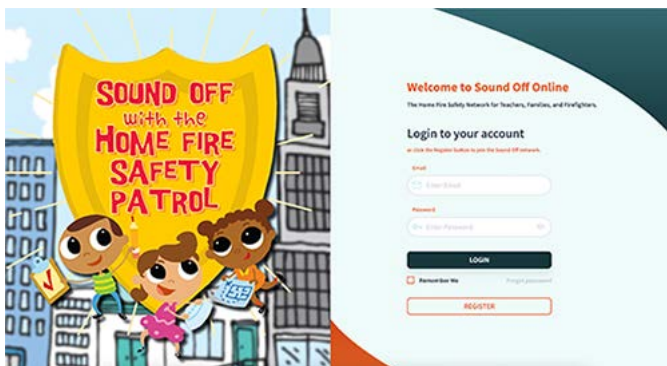 SOUND OFF
with the
HOME FIRE
SAFETY
PATROL
Welcome to Sound Off Online
The Home Fire Safety Network for Teachers, Families, and Firefighters.
Login to your account
or click the Register button to join the Sound Off network.
Email
Enter Email
Password
Enter Password
LOGIN
Remember Me Forgot password?
REGISTER